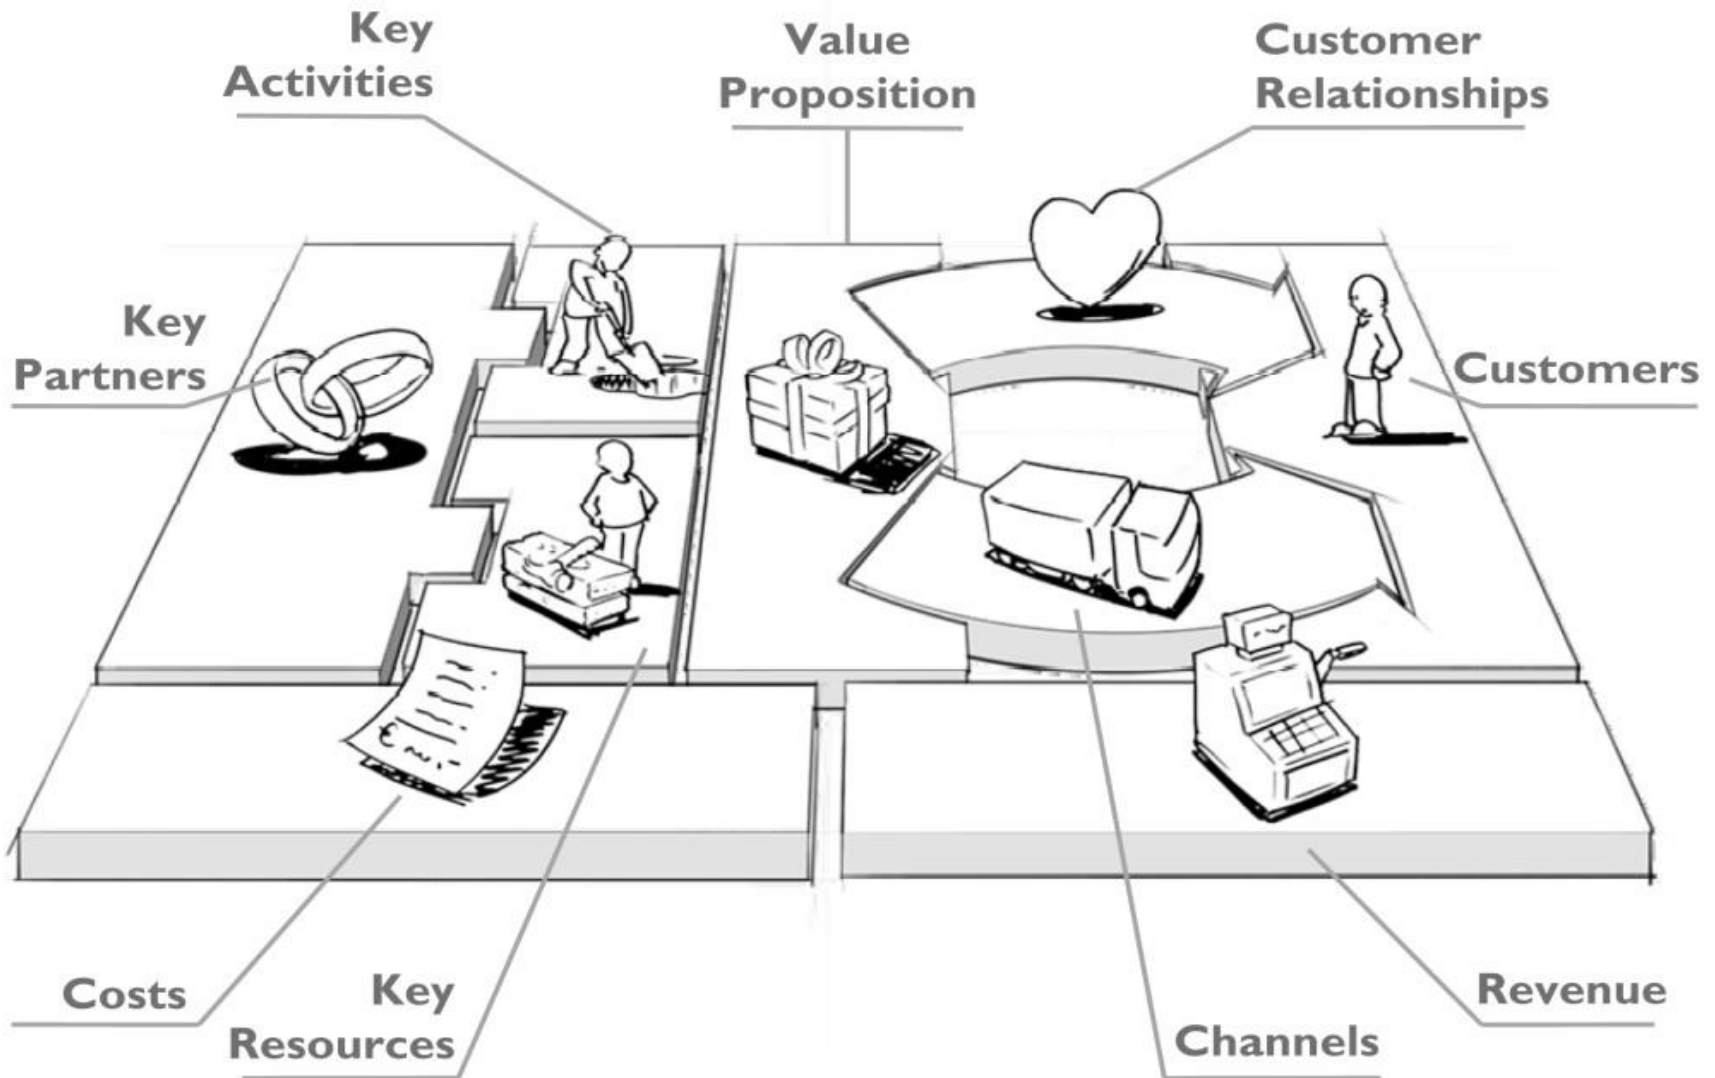 Key
Activities
Value
Proposition
Customer
Relationships
Key
Partners
Customers
€
Costs
Key
Resources
Channels
Revenue